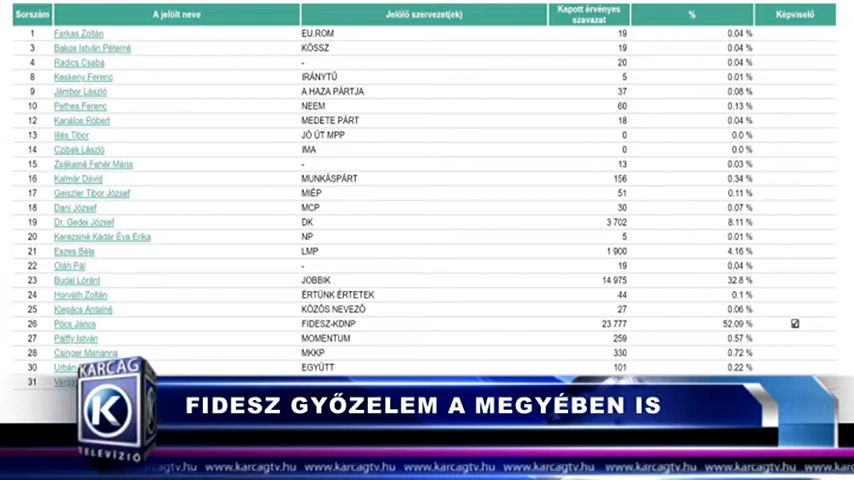 Sorszám A jelölt neve Jelölő szervezet(ek) Kapott érvényes szavazat % Képviselő
1 Farkas Zoltán EU.ROM 19 0.04 %
3 Bakos István Péterné KÖSSZ 19 0.04 %
4 Radics Csaba - 20 0.04 %
8 Keskeny Ferenc IRÁNYTŰ 5 0.01 %
9 Jámbor László A HAZA PÁRTJA 37 0.08 %
10 Pethes Ferenc NEEM 60 0.13 %
12 Kanalos Róbert MEDETE PÁRT 18 0.04 %
13 Illés Tibor JÓ ÚT MPP 0 0.0 %
14 Czibak László IMA 0 0.0 %
15 Zsákainé Fehér Mária - 13 0.03 %
16 Kalmár Dávid MUNKÁSPÁRT 156 0.34 %
17 Geiszler Tibor József MIÉP 51 0.11 %
18 Dani József MCP 30 0.07 %
19 Dr. Gedei József DK 3 702 8.11 %
20 Kerezsiné Kádár Éva Erika NP 5 0.01 %
21 Eszes Béla LMP 1 900 4.16 %
22 Oláh Pál - 19 0.04 %
23 Budai Lóránt JOBBIK 14 975 32.8 %
24 Horváth Zoltán ÉRTÜNK ÉRTETEK 44 0.1 %
25 Klepács Antalné KÖZÖS NEVEZŐ 27 0.06 %
26 Pócs János FIDESZ-KDNP 23 777 52.09 %
27 Pálffy István MOMENTUM 259 0.57 %
28 Csinger Marianna MKKP 330 0.72 %
30 Urbán EGYÜTT 101 0.22 %
31
KARCAG
K
TELEVÍZIÓ
FIDESZ GYŐZELEM A MEGYÉBEN IS
www.karcagtv.hu www.karcagtv.hu www.karcagtv.hu www.karcagtv.hu www.karcagtv.hu www.karcagtv.hu